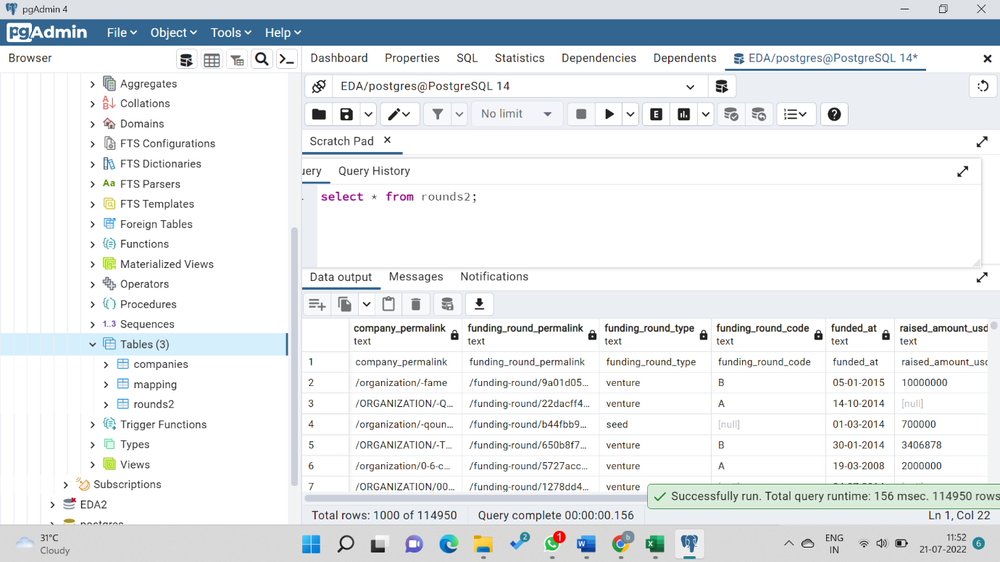 pgAdmin 4
pgAdmin File Object Tools Help
Browser
Dashboard Properties SQL Statistics Dependencies Dependents EDA/postgres@PostgreSQL 14*
EDA/postgres@PostgreSQL 14
No limit
E
Scratch Pad
Query History
select * from rounds2;
Aggregates
Collations
Domains
FTS Configurations
FTS Dictionaries
Aa FTS Parsers
FTS Templates
Foreign Tables
Functions
Materialized Views
Operators
Procedures
1..3 Sequences
Tables (3)
companies
mapping
rounds2
Trigger Functions
Types
Views
Subscriptions
EDA2
Data output Messages Notifications
company_permalink funding_round_permalink funding_round_type funding_round_code funded_at raised_amount_usd
text text text text text text
1 company_permalink funding_round_permalink funding_round_type funding_round_code funded_at raised_amount_usd
2 /organization/-fame /funding-round/9a01d05... venture B 05-01-2015 10000000
3 /ORGANIZATION/-Q... /funding-round/22dacff4... venture A 14-10-2014 [null]
4 /organization/-qoun... /funding-round/b44fbb9... seed [null] 01-03-2014 700000
5 /ORGANIZATION/-T... /funding-round/650b8f7... venture B 30-01-2014 3406878
6 /organization/0-6-c... /funding-round/5727acc... venture A 19-03-2008 2000000
7 /ORGANIZATION/00... /funding-round/1278dd4... venture
Successfully run. Total query runtime: 156 msec. 114950 rows
Total rows: 1000 of 114950 Query complete 00:00:00.156 Ln 1, Col 22
31°C
Cloudy
2
1
b
ENG
IN
11:52
21-07-2022
6